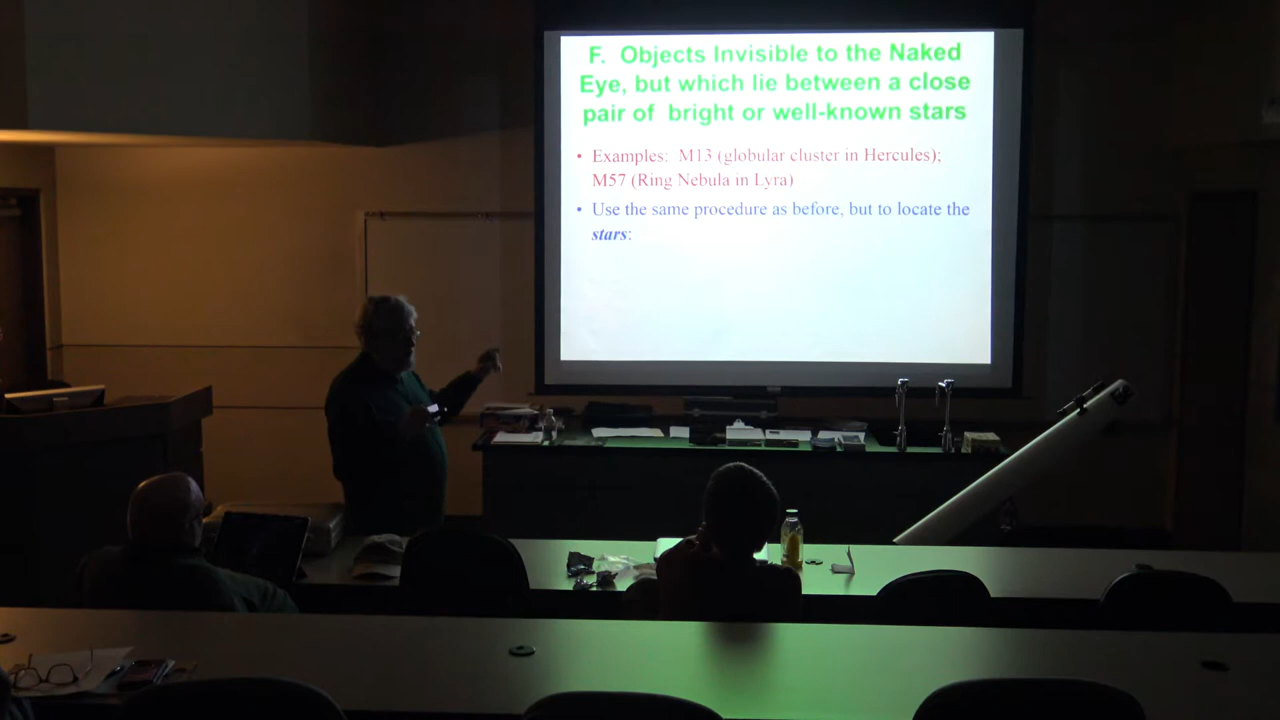 F. Objects Invisible to the Naked
Eye, but which lie between a close
pair of bright or well-known stars
• Examples: M13 (globular cluster in Hercules);
M57 (Ring Nebula in Lyra)
• Use the same procedure as before, but to locate the
stars: